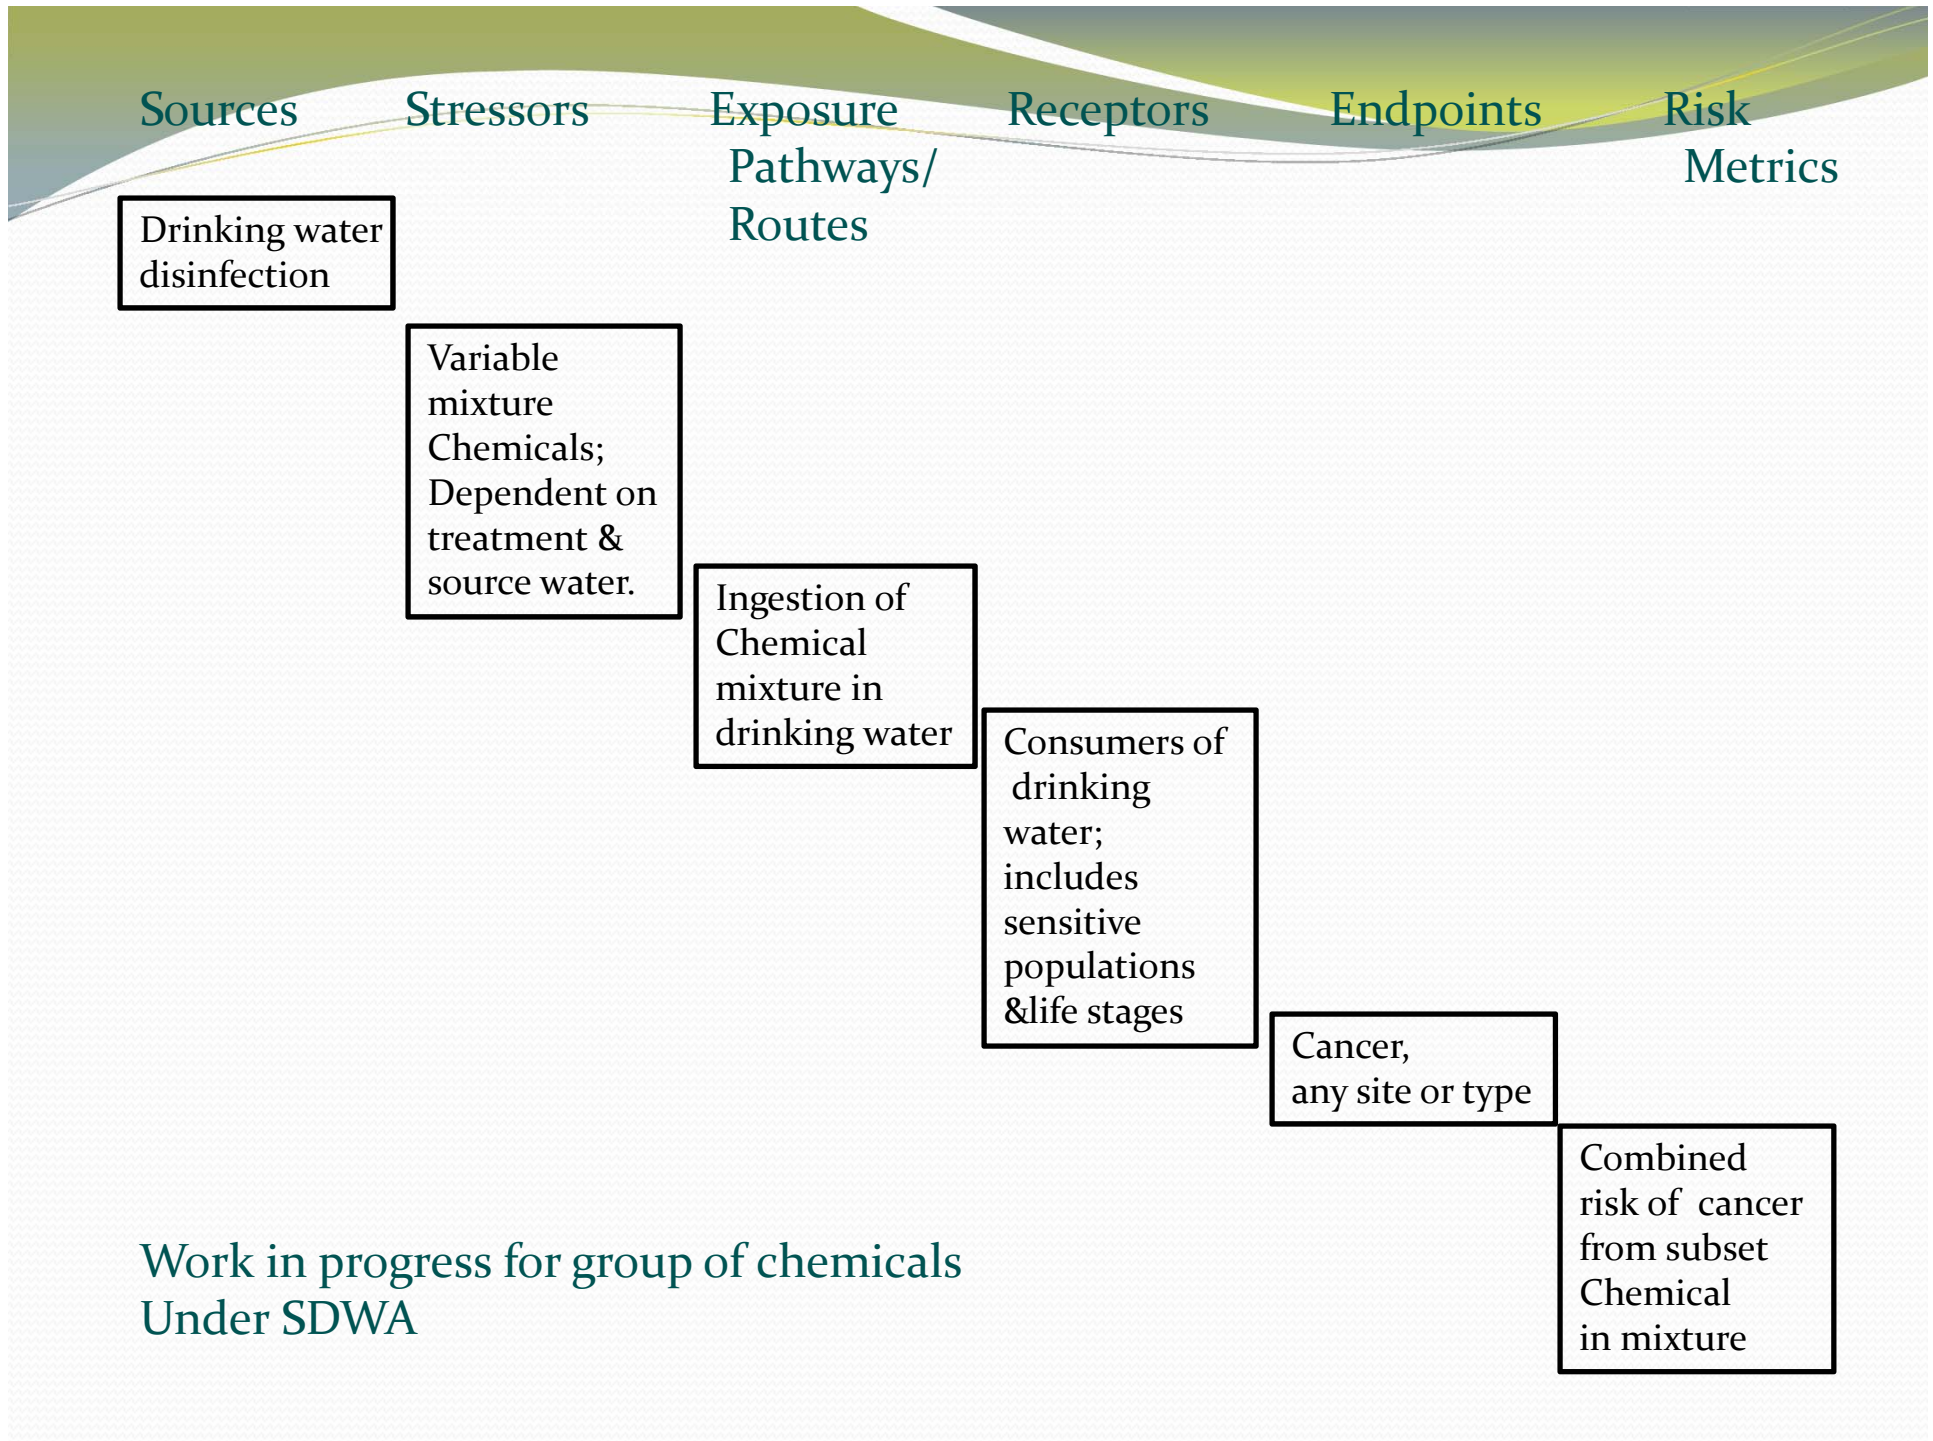 Sources Stressors Exposure Receptors Endpoints Risk
Pathways/ Metrics
Routes
Drinking water
disinfection
Variable
mixture
Chemicals;
Dependent on
treatment &
source water.
Ingestion of
Chemical
mixture in
drinking water
Consumers of
drinking
water;
includes
sensitive
populations
&life stages
Cancer,
any site or type
Combined
risk of cancer
from subset
Chemical
in mixture
Work in progress for group of chemicals
Under SDWA